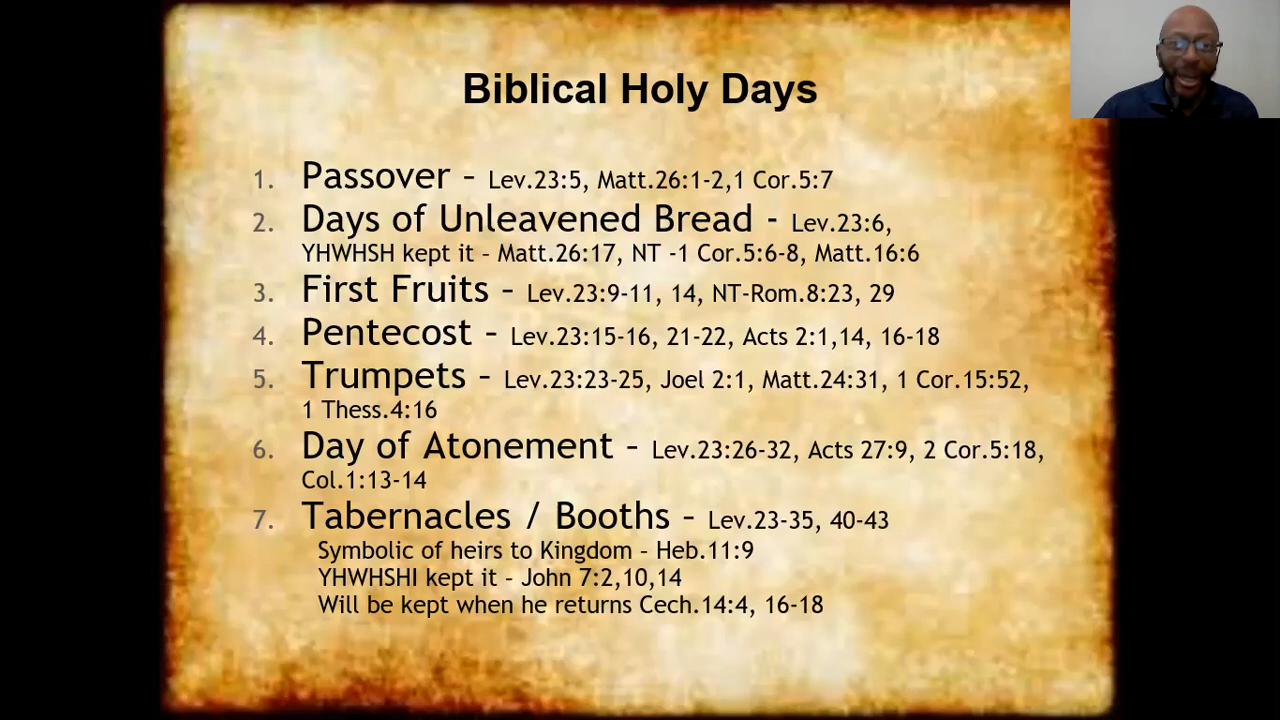 Biblical Holy Days
1. Passover – Lev.23:5, Matt.26:1-2,1 Cor.5:7
2. Days of Unleavened Bread - Lev.23:6,
YHWHSH kept it – Matt.26:17, NT -1 Cor.5:6-8, Matt.16:6
3. First Fruits – Lev.23:9-11, 14, NT-Rom.8:23, 29
4. Pentecost – Lev.23:15-16, 21-22, Acts 2:1,14, 16-18
5. Trumpets – Lev.23:23-25, Joel 2:1, Matt.24:31, 1 Cor.15:52,
1 Thess.4:16
6. Day of Atonement – Lev.23:26-32, Acts 27:9, 2 Cor.5:18,
Col.1:13-14
7. Tabernacles / Booths – Lev.23-35, 40-43
Symbolic of heirs to Kingdom – Heb.11:9
YHWHSHI kept it – John 7:2,10,14
Will be kept when he returns Cech.14:4, 16-18